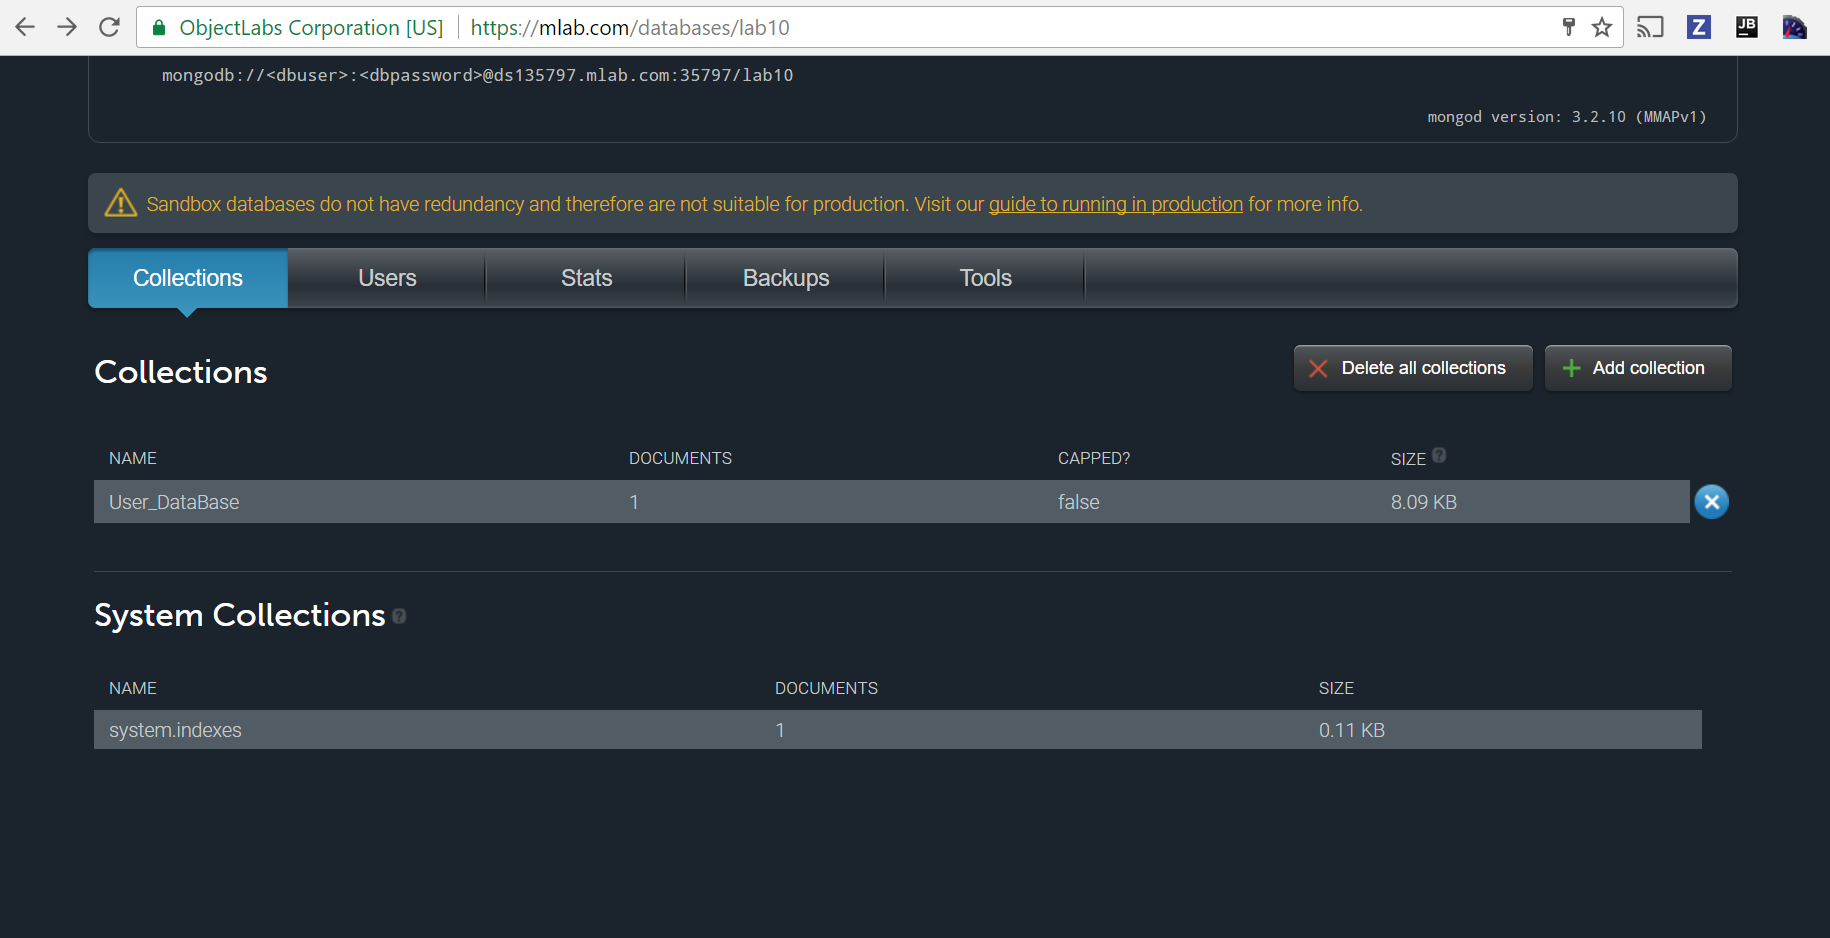 ObjectLabs Corporation [US] https://mlab.com/databases/lab10
Z JB
mongodb://<dbuser>:<dbpassword>@ds135797.mlab.com:35797/lab10
mongod version: 3.2.10 (MMAPv1)
Sandbox databases do not have redundancy and therefore are not suitable for production. Visit our guide to running in production for more info.
Collections Users Stats Backups Tools
Collections Delete all collections Add collection
NAME DOCUMENTS CAPPED? SIZE ?
User_DataBase 1 false 8.09 KB
System Collections ?
NAME DOCUMENTS SIZE
system.indexes 1 0.11 KB